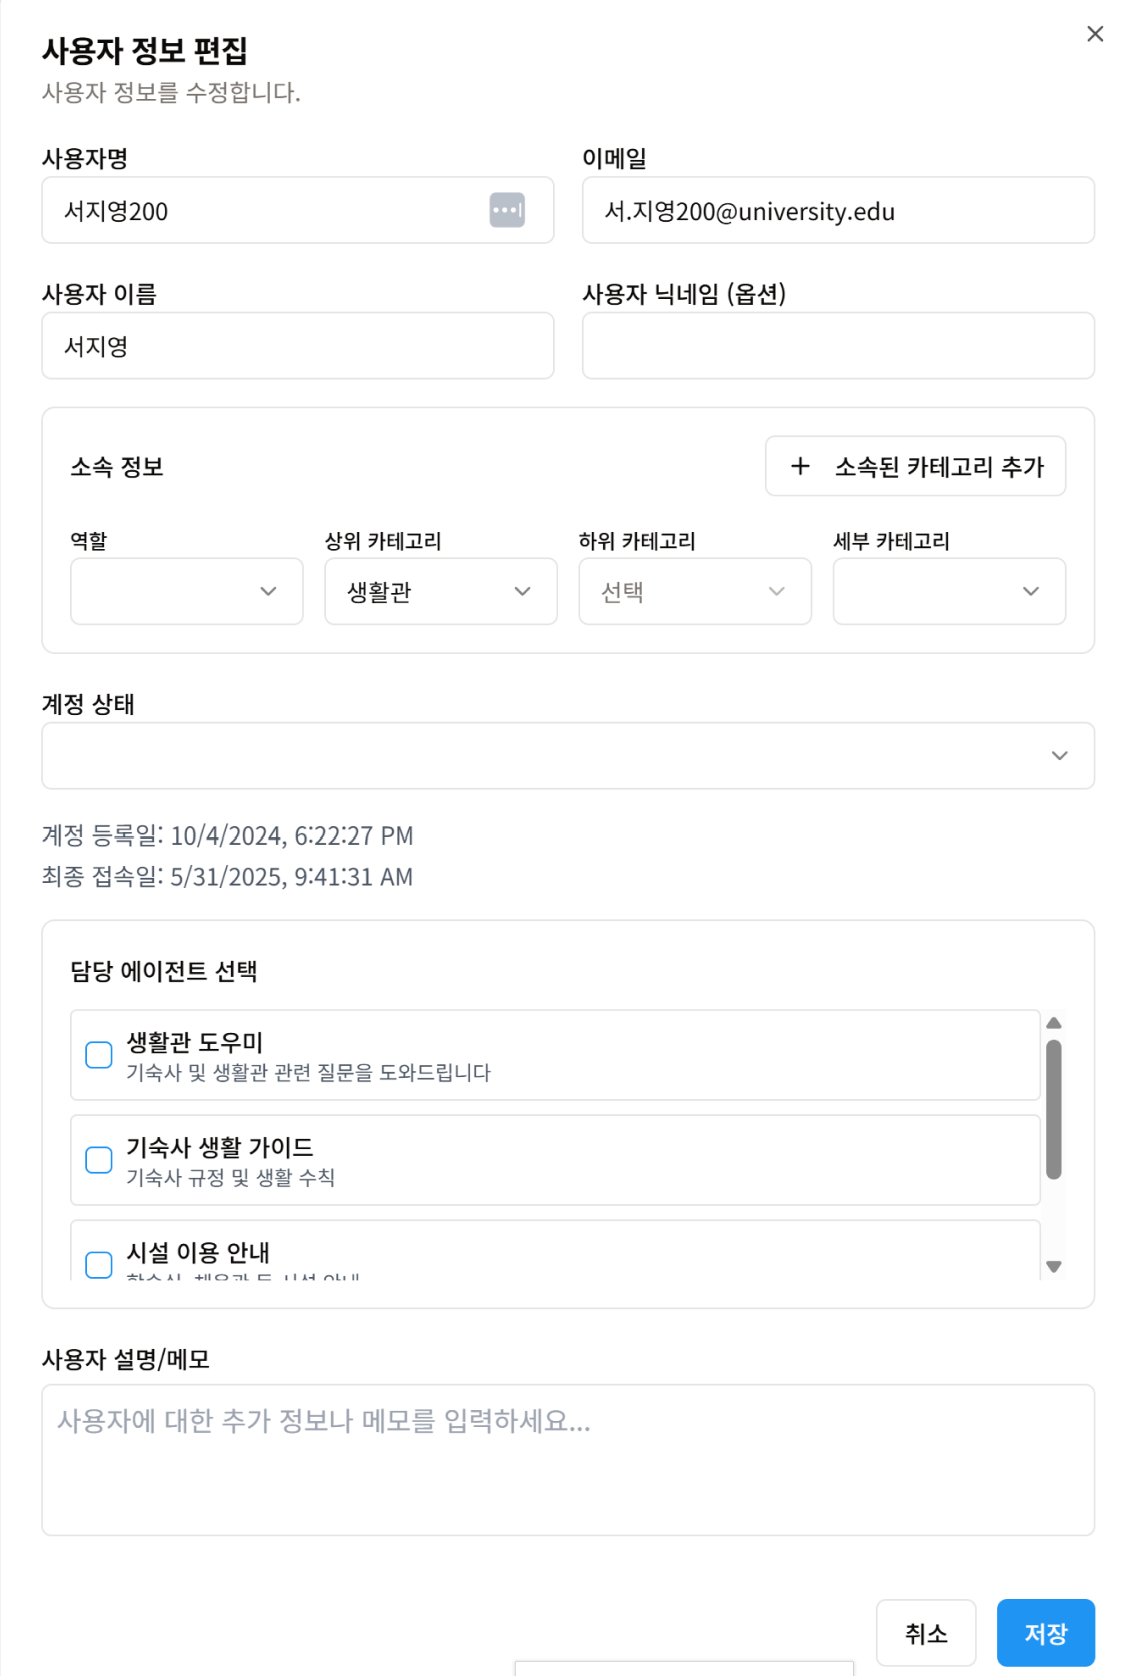 사용자 정보 편집
사용자 정보를 수정합니다.
사용자명
이메일
서지영200
서.지영200@university.edu
사용자 이름
사용자 닉네임 (옵션)
서지영
소속 정보
+ 소속된 카테고리 추가
역할
상위 카테고리
하위 카테고리
세부 카테고리
생활관
선택
계정 상태
계정 등록일: 10/4/2024, 6:22:27 PM
최종 접속일: 5/31/2025, 9:41:31 AM
담당 에이전트 선택
생활관 도우미
기숙사 및 생활관 관련 질문을 도와드립니다
기숙사 생활 가이드
기숙사 규정 및 생활 수칙
시설 이용 안내
사용자 설명/메모
사용자에 대한 추가 정보나 메모를 입력하세요...
취소
저장